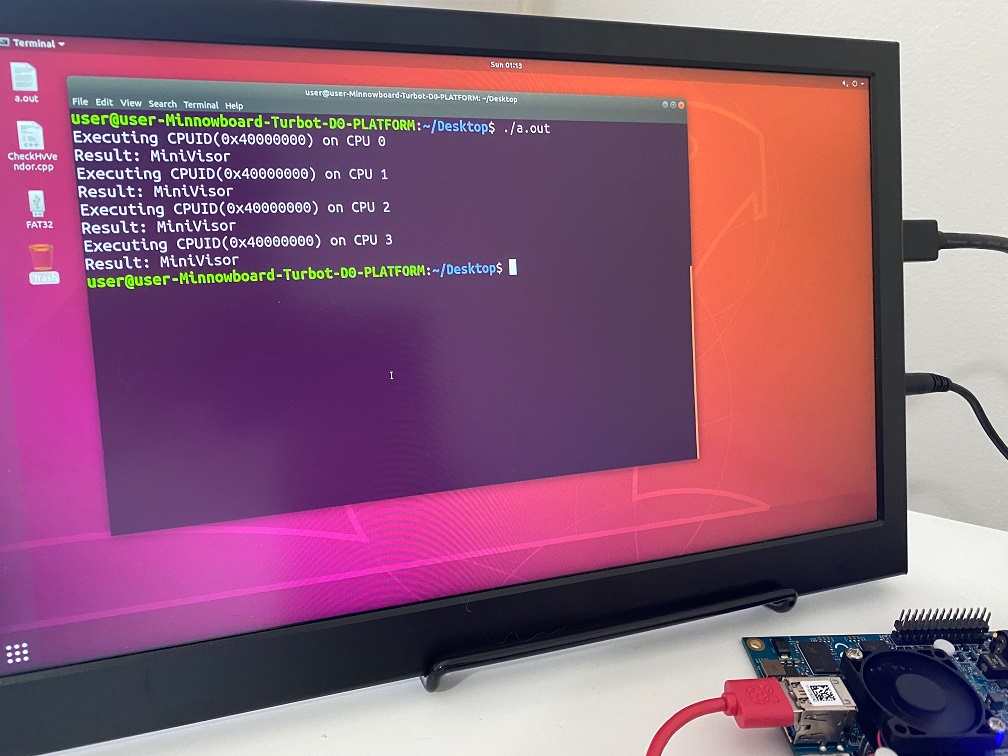 Terminal
Sun 01:13
a.out
CheckHvVe
ndor.cpp
FAT32
Trash
user@user-Minnowboard-Turbot-D0-PLATFORM: ~/Desktop
File Edit View Search Terminal Help
user@user-Minnowboard-Turbot-D0-PLATFORM:~/Desktop$ ./a.out
Executing CPUID(0x40000000) on CPU 0
Result: MiniVisor
Executing CPUID(0x40000000) on CPU 1
Result: MiniVisor
Executing CPUID(0x40000000) on CPU 2
Result: MiniVisor
Executing CPUID(0x40000000) on CPU 3
Result: MiniVisor
user@user-Minnowboard-Turbot-D0-PLATFORM:~/Desktop$